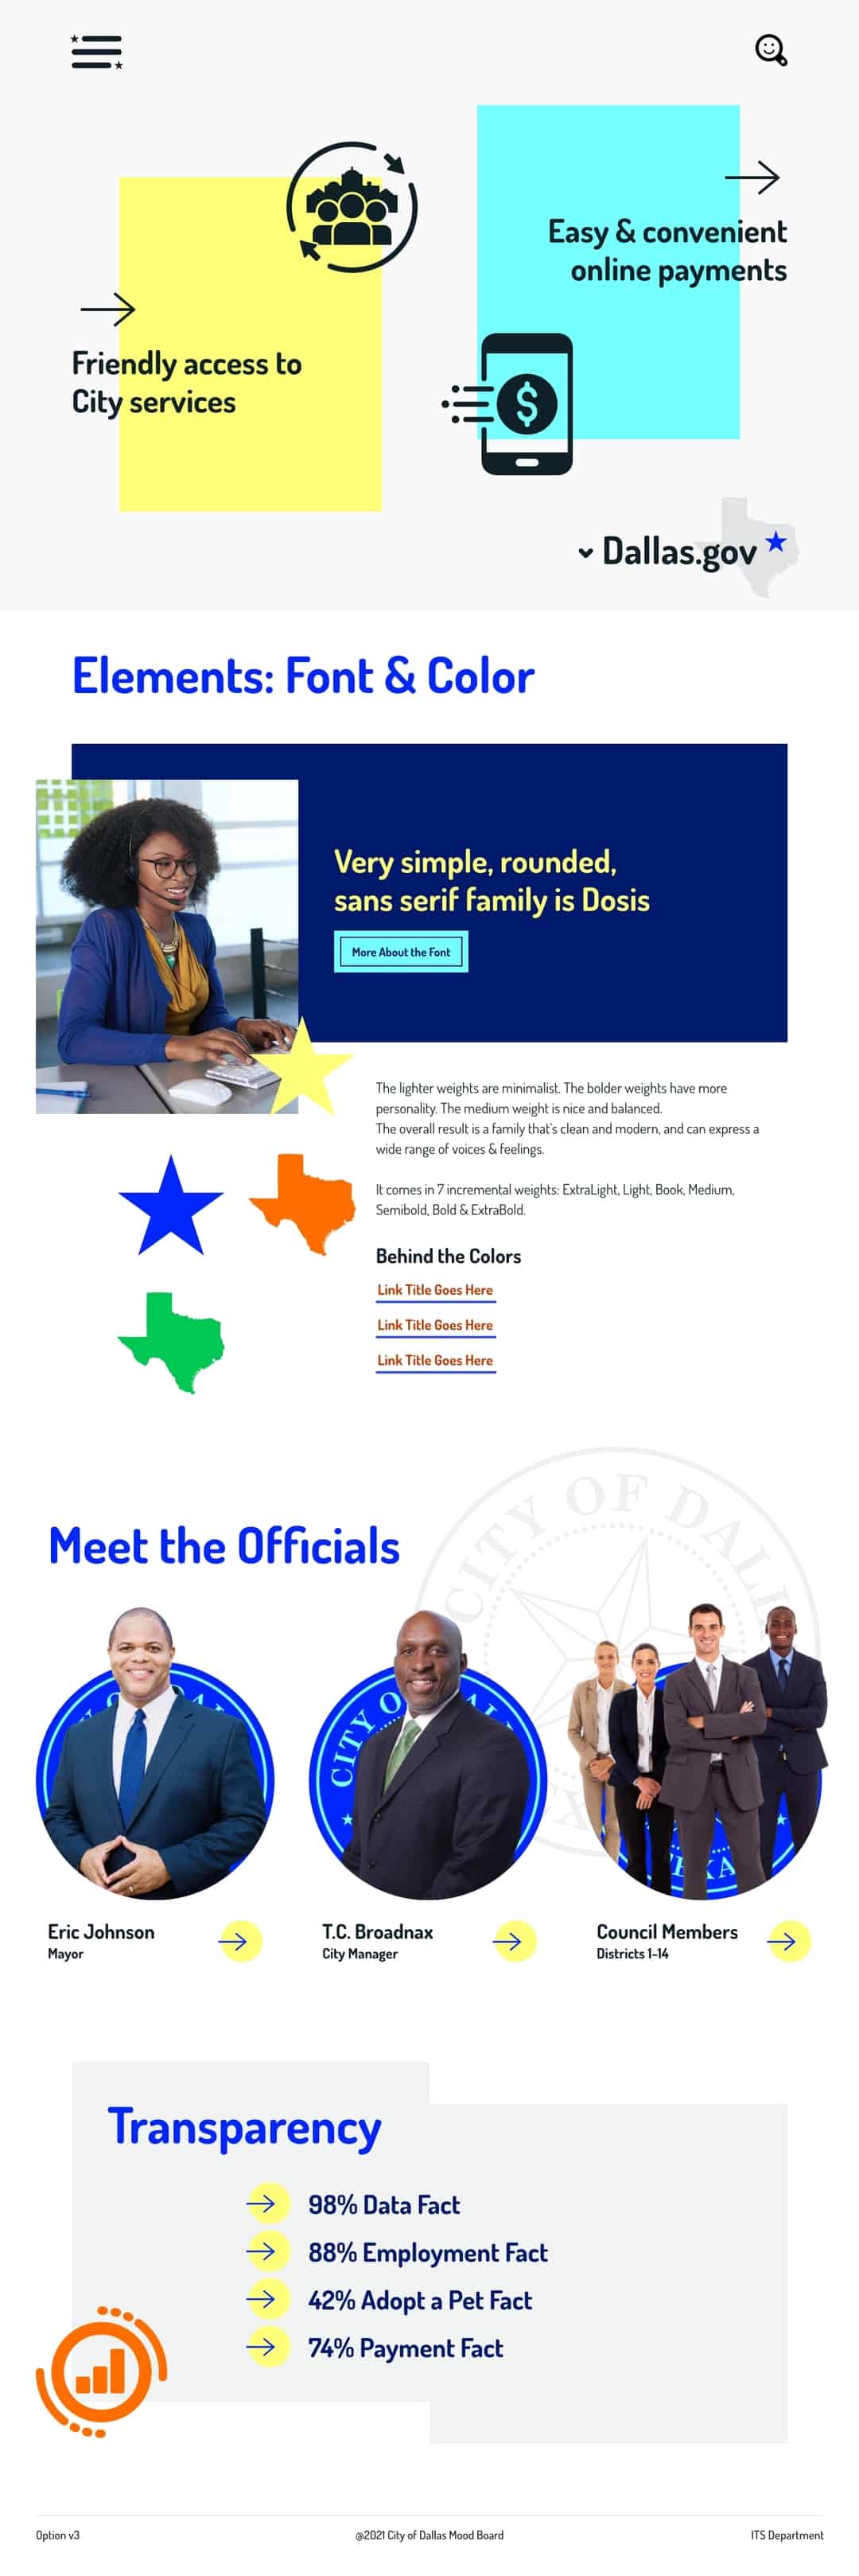 Easy & convenient
online payments
Friendly access to
City services
$
Dallas.gov
Elements: Font & Color
Very simple, rounded,
sans serif family is Dosis
More About the Font
The lighter weights are minimalist. The bolder weights have more
personality. The medium weight is nice and balanced.
The overall result is a family that's clean and modern, and can express a
wide range of voices & feelings.
It comes in 7 incremental weights: ExtraLight, Light, Book, Medium,
Semibold, Bold & ExtraBold.
Behind the Colors
Link Title Goes Here
Link Title Goes Here
Link Title Goes Here
CITY OF DALL
Meet the Officials
CITY O
Eric Johnson
Mayor
T.C. Broadnax
City Manager
Council Members
Districts 1-14
Transparency
98% Data Fact
88% Employment Fact
42% Adopt a Pet Fact
74% Payment Fact
Option v3
@2021 City of Dallas Mood Board
ITS Department